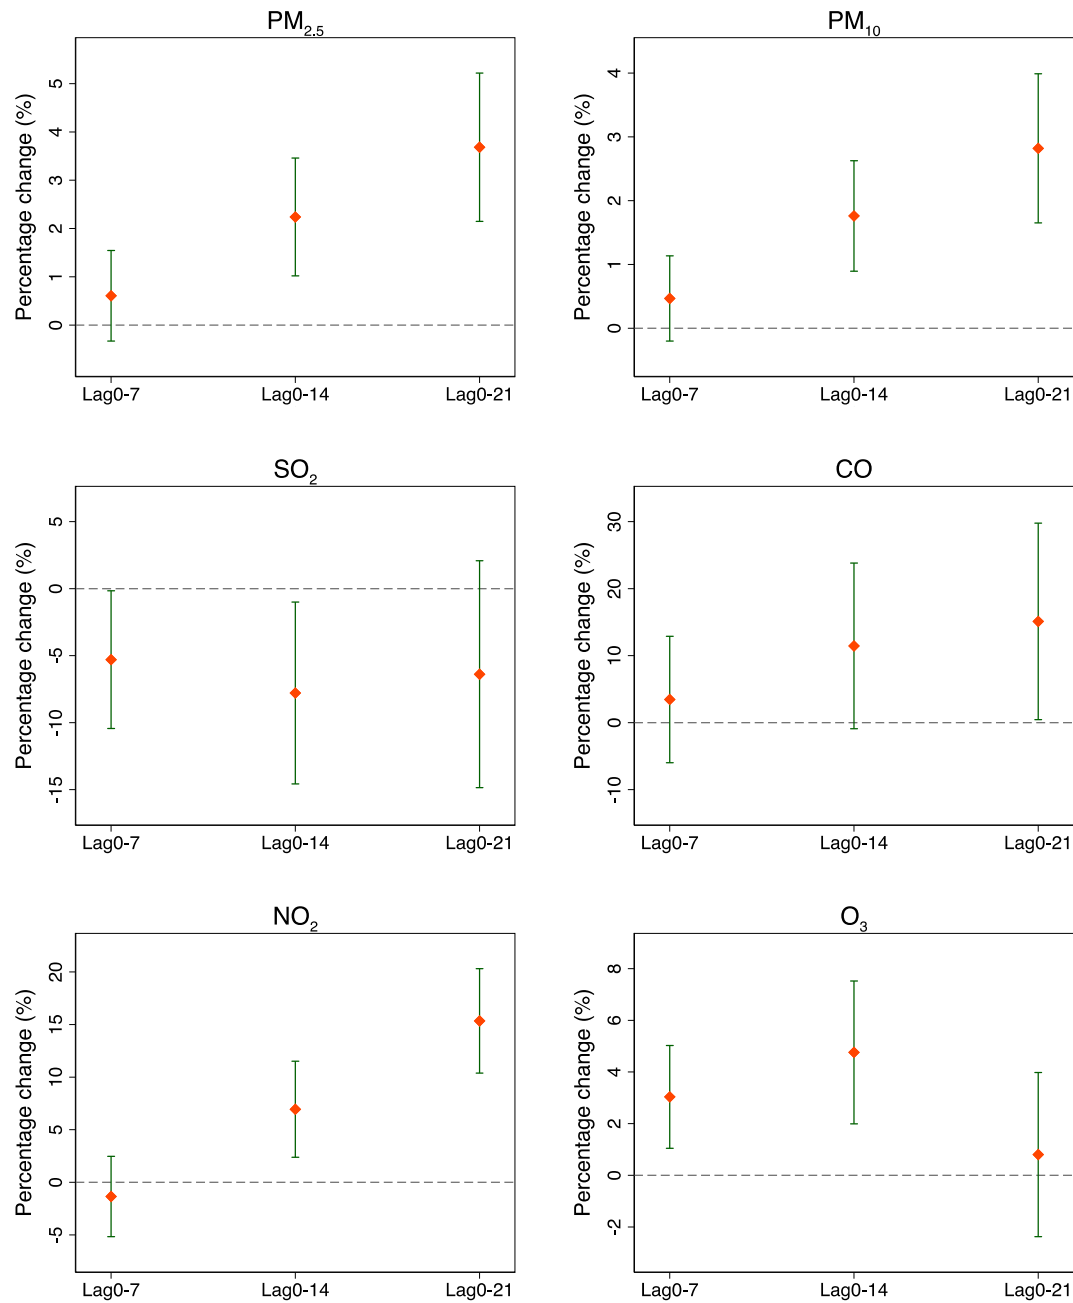 PM2.5
Percentage change (%)
5
4
3
2
1
0
Lag0-7 Lag0-14 Lag0-21
PM10
Percentage change (%)
4
3
2
1
0
Lag0-7 Lag0-14 Lag0-21
SO2
Percentage change (%)
5
0
-5
-10
-15
Lag0-7 Lag0-14 Lag0-21
CO
Percentage change (%)
30
20
10
0
-10
Lag0-7 Lag0-14 Lag0-21
NO2
Percentage change (%)
20
15
10
5
0
-5
Lag0-7 Lag0-14 Lag0-21
O3
Percentage change (%)
8
6
4
2
0
-2
Lag0-7 Lag0-14 Lag0-21